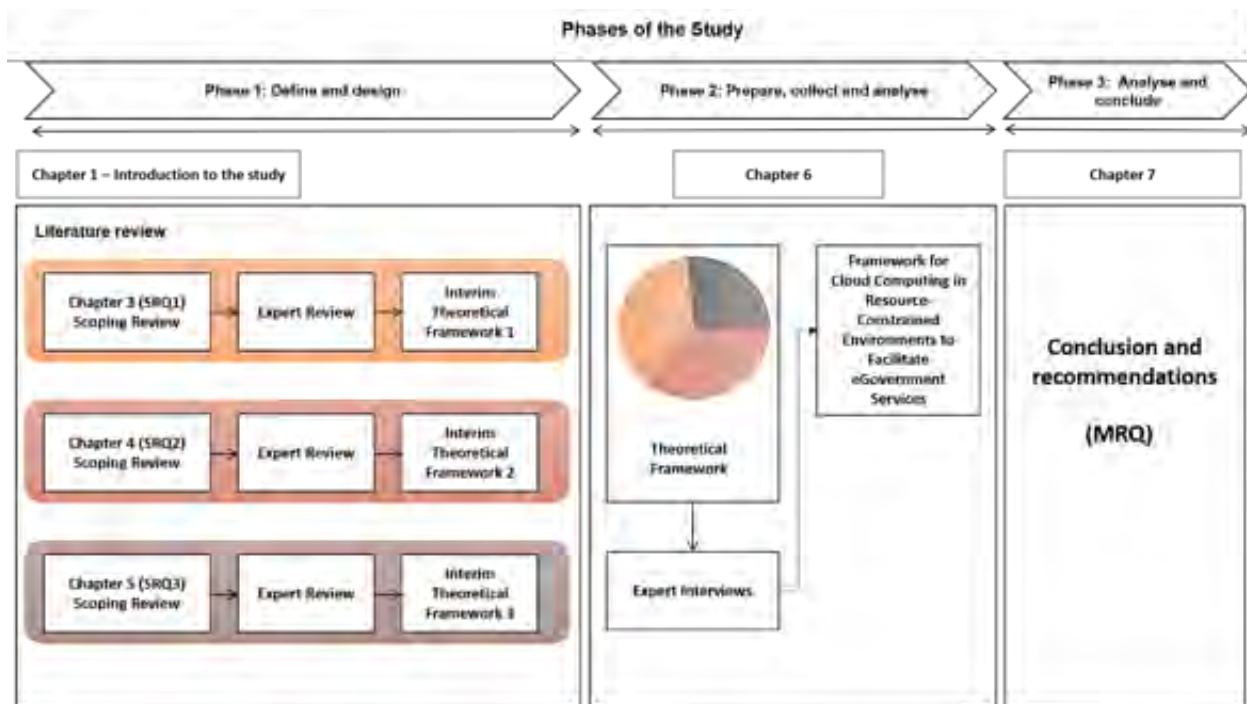 Phases of the Study
Phase 1: Define and design
Phase 2: Prepare, collect and analyse
Phase 3: Analyse and
conclude
Chapter 1 – Introduction to the study
Chapter 6
Chapter 7
Literature review
Chapter 3 (SRQ1)
Scoping Review
Expert Review
Interim
Theoretical
Framework 1
Chapter 4 (SRQ2)
Scoping Review
Expert Review
Interim
Theoretical
Framework 2
Chapter 5 (SRQ3)
Scoping Review
Expert Review
Interim
Theoretical
Framework 3
Theoretical
Framework
Expert Interviews
Framework for
Cloud Computing in
Resource-
Constrained
Environments to
Facilitate
eGovernment
Services
Conclusion and
recommendations
(MRQ)